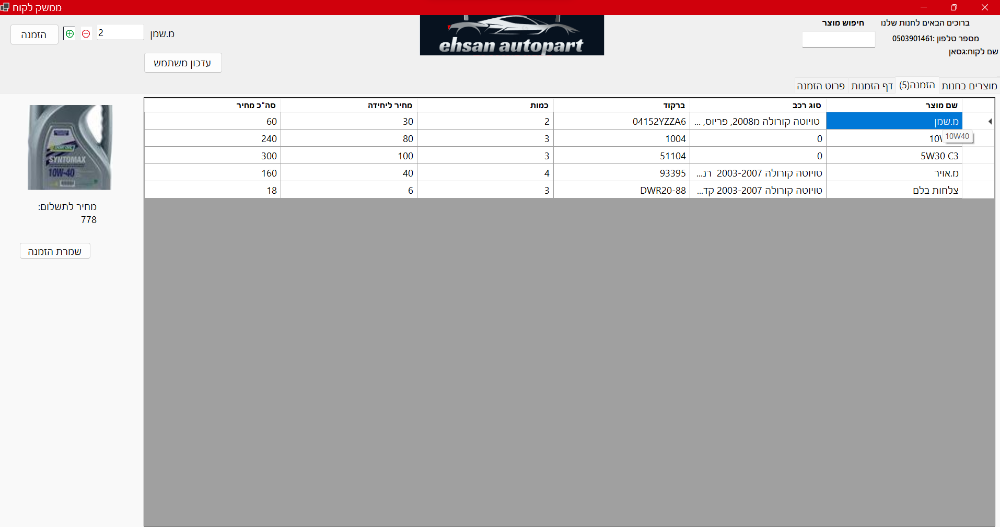 ממשק לקוח
ברוכים הבאים לחנות שלנו
חיפוש מוצר
מספר טלפון :0503901461
שם לקוח:גסאן
ehsan autopart
מ.שמן
2
הזמנה
עדכון משתמש
מוצרים בחנות
הזמנה(5)
דף הזמנות
פרוט הזמנה
שם מוצר סוג רכב ברקוד כמות מחיר ליחידה סה"כ מחיר
מ.שמן טויוטה קורולה מ2008, פריוס, ... 04152YZZA6 2 30 60
10W40
0 1004 3 80 240
5W30 C3 0 51104 3 100 300
מ.אויר טויוטה קורולה 2003-2007 רנ... 93395 4 40 160
צלחות בלם טויוטה קורולה 2003-2007 קד... DWR20-88 3 6 18
SYNTOMAX
10W-40
מחיר לתשלום:
778
שמרת הזמנה